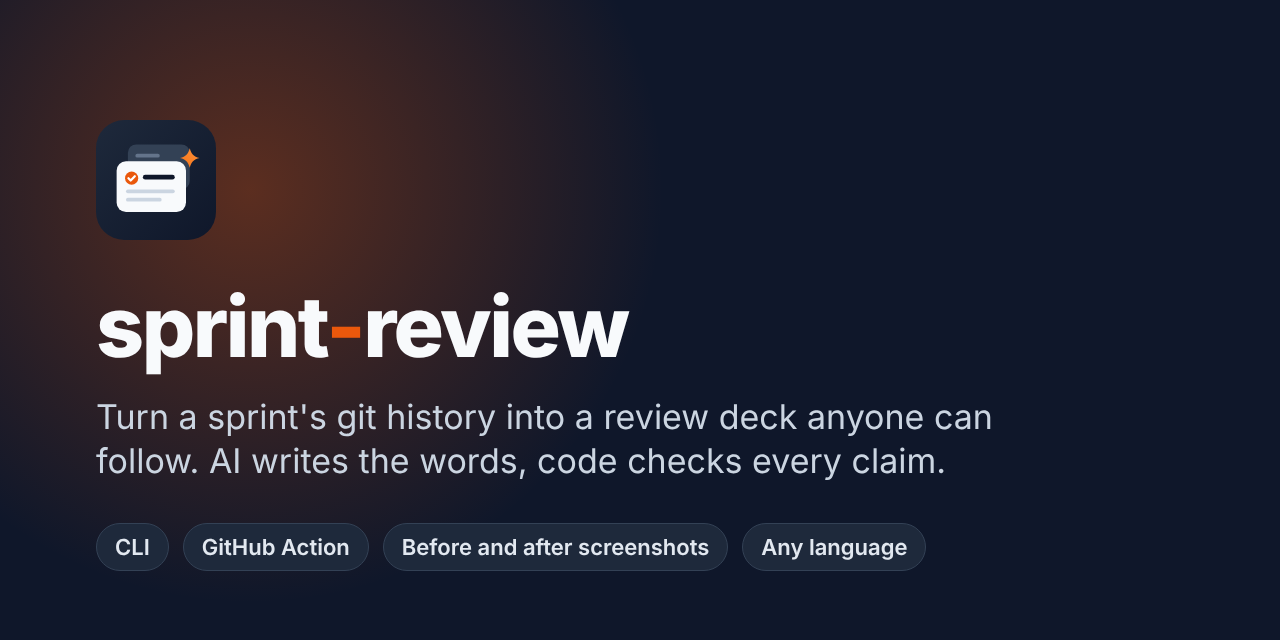 sprint-review
Turn a sprint's git history into a review deck anyone can
follow. AI writes the words, code checks every claim.
CLI
GitHub Action
Before and after screenshots
Any language